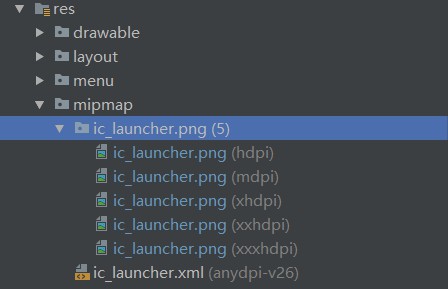 res
drawable
layout
menu
mipmap
ic_launcher.png (5)
ic_launcher.png (hdpi)
ic_launcher.png (mdpi)
ic_launcher.png (xhdpi)
ic_launcher.png (xxhdpi)
ic_launcher.png (xxxhdpi)
ic_launcher.xml (anydpi-v26)